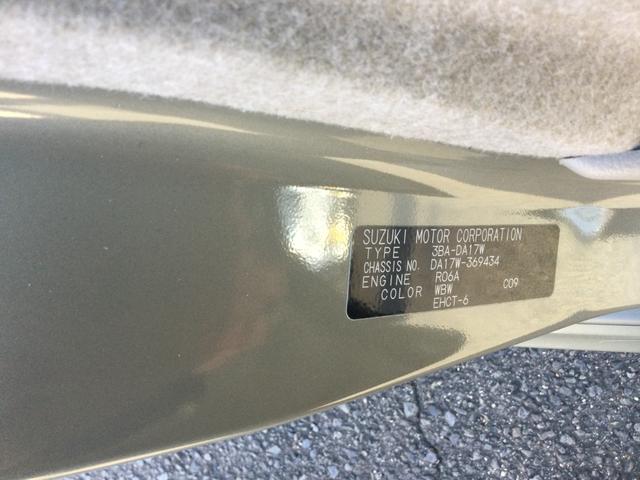 SUZUKI MOTOR CORPORATION
TYPE 3BA-DA17W
CHASSIS NO. DA17W-369434
ENGINE R06A
COLOR WBW C09
EHCT-6